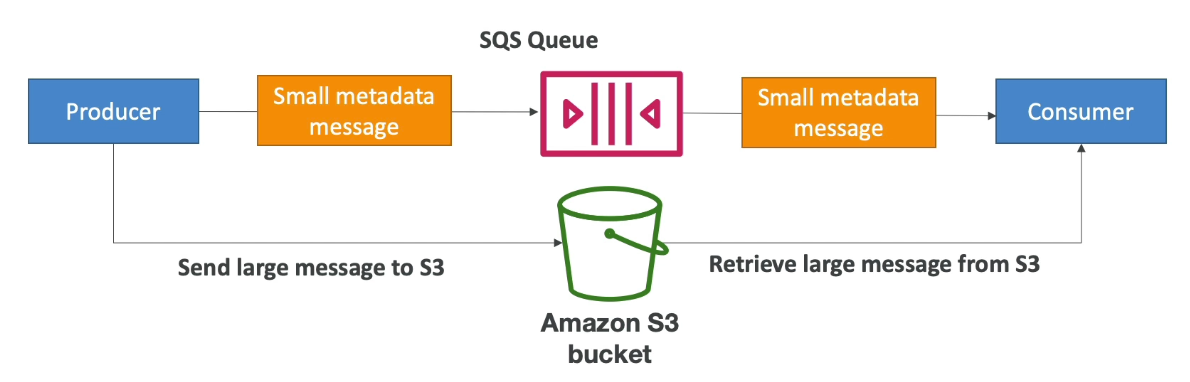 SQS Queue
Producer
Small metadata
message
Small metadata
message
Consumer
Send large message to S3
Retrieve large message from S3
Amazon S3
bucket